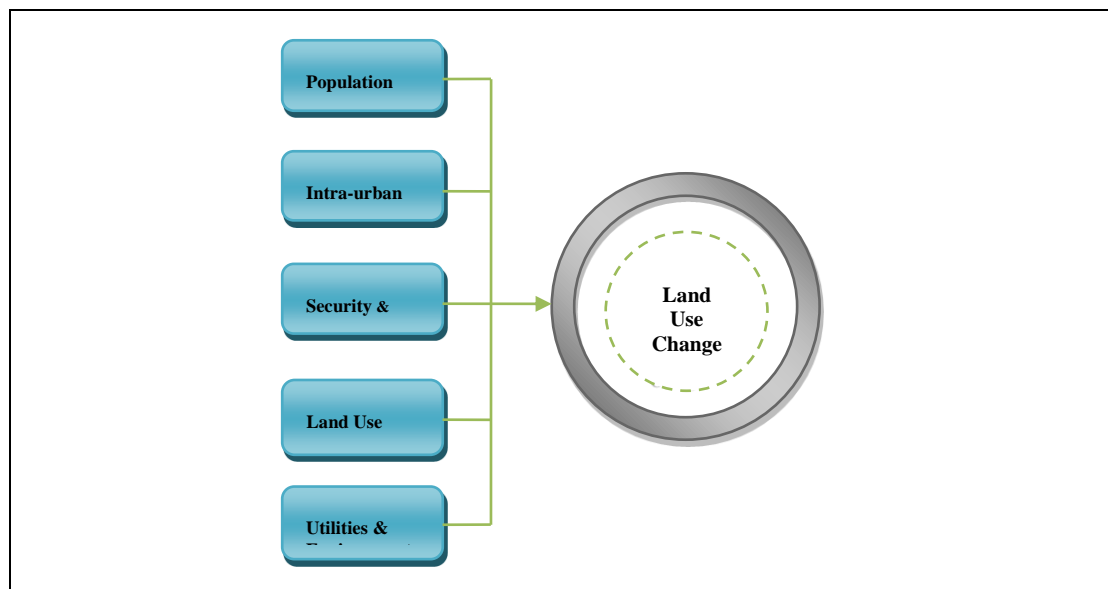 Population
Intra-urban
Security &
Land Use
Utilities &
Land
Use
Change